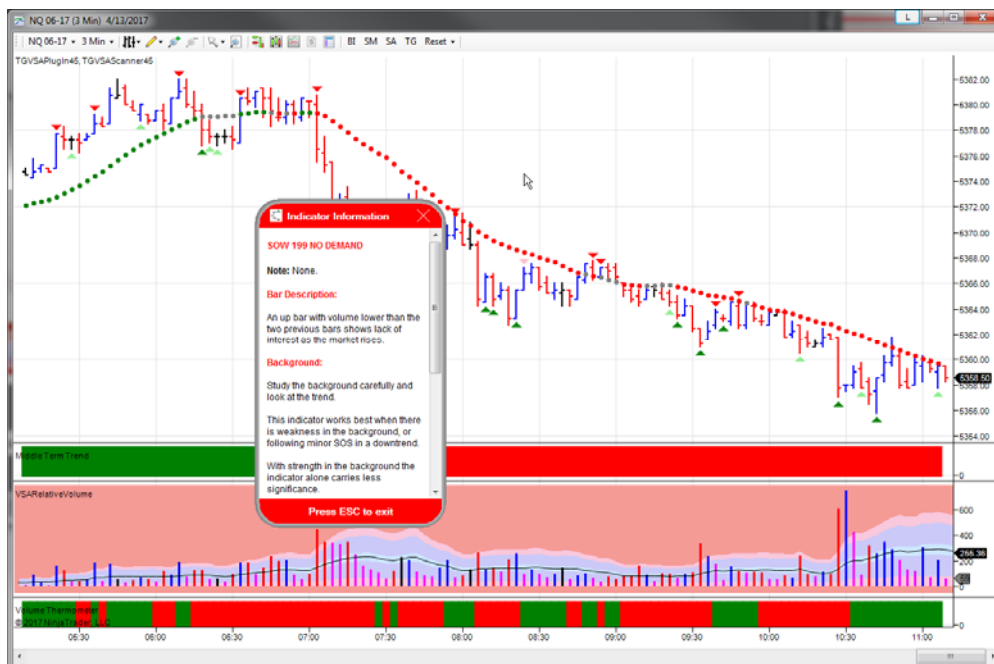 NQ 06-17 (3 Min) 4/13/2017
L
NQ 06-17 3 Min BI SM SA TG Reset
TGVSAPlugIn45, TGVSAScanner45
5382.00
5380.00
5378.00
5376.00
5374.00
5372.00
5370.00
5368.00
5366.00
5364.00
5362.00
5360.00
5358.50
5356.00
5354.00
Indicator Information
SOW 199 NO DEMAND
Note: None.
Bar Description:
An up bar with volume lower than the
two previous bars shows lack of
interest as the market rises.
Background:
Study the background carefully and
look at the trend.
This indicator works best when there
is weakness in the background, or
following minor SOS in a downtrend.
With strength in the background the
indicator alone carries less
significance.
Press ESC to exit
Middle Term Trend
0
VSARelativeVolume
600
400
255.36
200
0
Volume Thermometer
© 2017 NinjaTrader, LLC
0
05:30 06:00 06:30 07:00 07:30 08:00 08:30 09:00 09:30 10:00 10:30 11:00